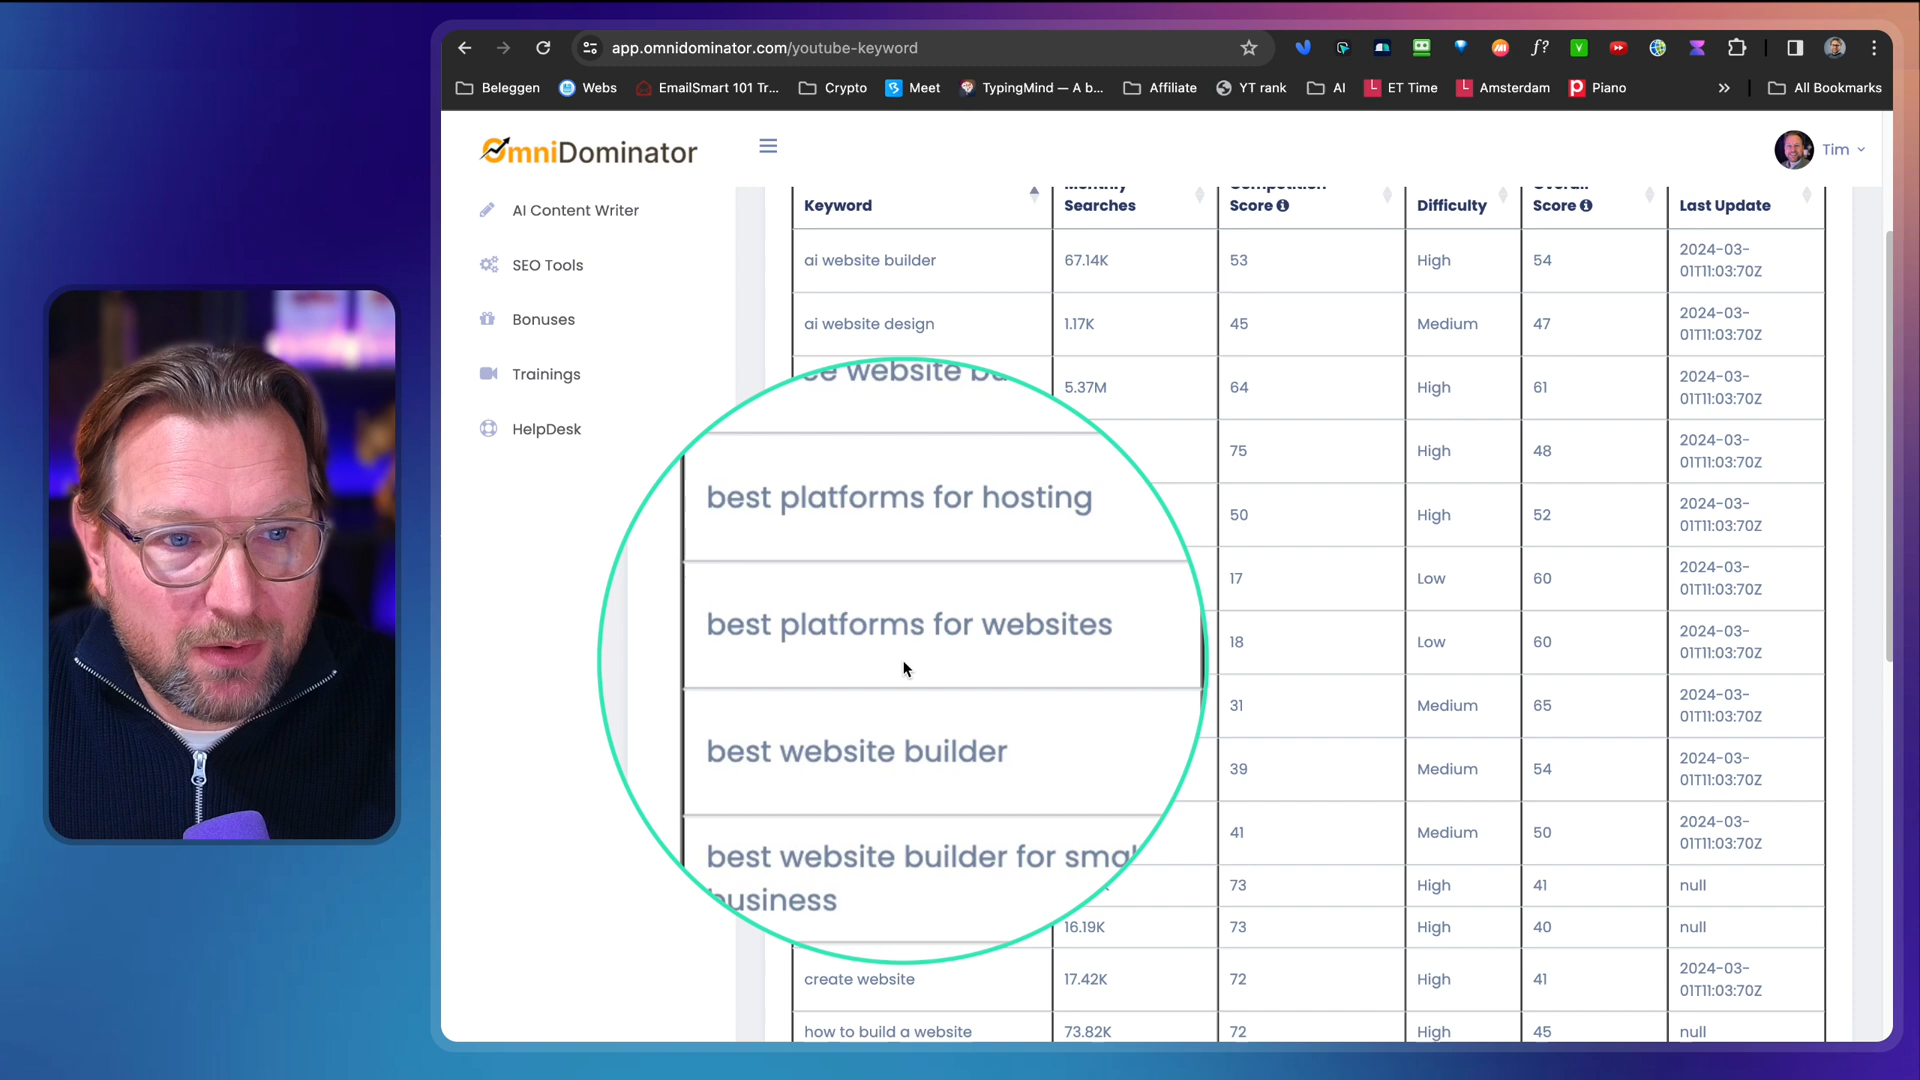 app.omnidominator.com/youtube-keyword
Beleggen Webs EmailSmart 101 Tr... Crypto Meet TypingMind — A b... Affiliate YT rank AI ET Time Amsterdam Piano » All Bookmarks
OmniDominator
Tim
AI Content Writer
SEO Tools
Bonuses
Trainings
HelpDesk
Keyword Searches Score Difficulty Score Last Update
ai website builder 67.14K 53 High 54 2024-03-
01T11:03:70Z
ai website design 1.17K 45 Medium 47 2024-03-
01T11:03:70Z
5.37M 64 High 61 2024-03-
01T11:03:70Z
75 High 48 2024-03-
01T11:03:70Z
best platforms for hosting 50 High 52 2024-03-
01T11:03:70Z
17 Low 60 2024-03-
01T11:03:70Z
best platforms for websites 18 Low 60 2024-03-
01T11:03:70Z
31 Medium 65 2024-03-
01T11:03:70Z
best website builder 39 Medium 54 2024-03-
01T11:03:70Z
best website builder for 41 Medium 50 2024-03-
01T11:03:70Z
business 73 High 41 null
16.19K 73 High 40 null
create website 17.42K 72 High 41 2024-03-
01T11:03:70Z
how to build a website 73.82K 72 High 45 null